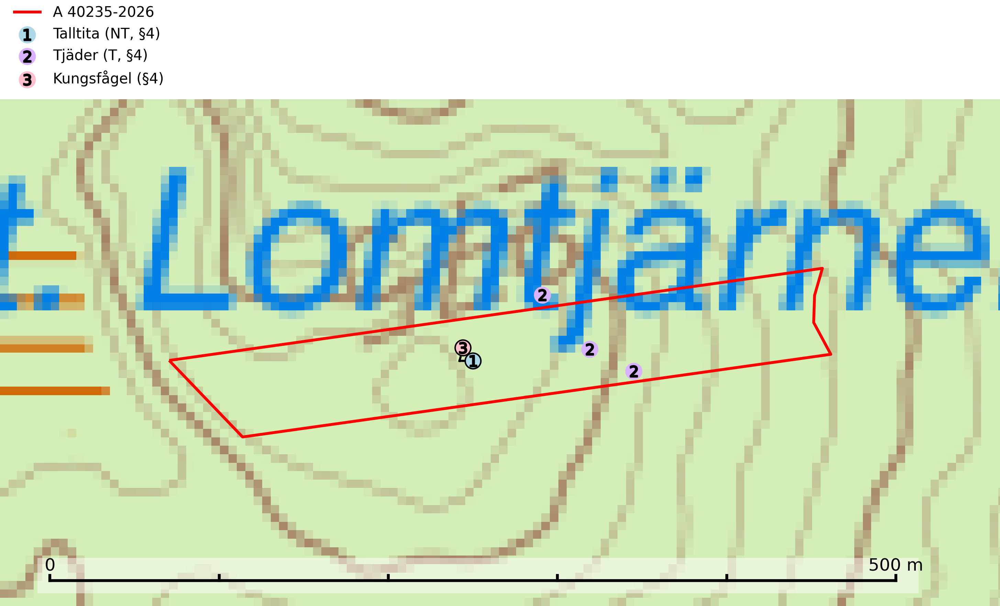 A 40235-2026
1 Talltita (NT, §4)
2 Tjäder (T, §4)
3 Kungsfågel (§4)
Lomtjärne
2
3
2
1
2
0
500 m